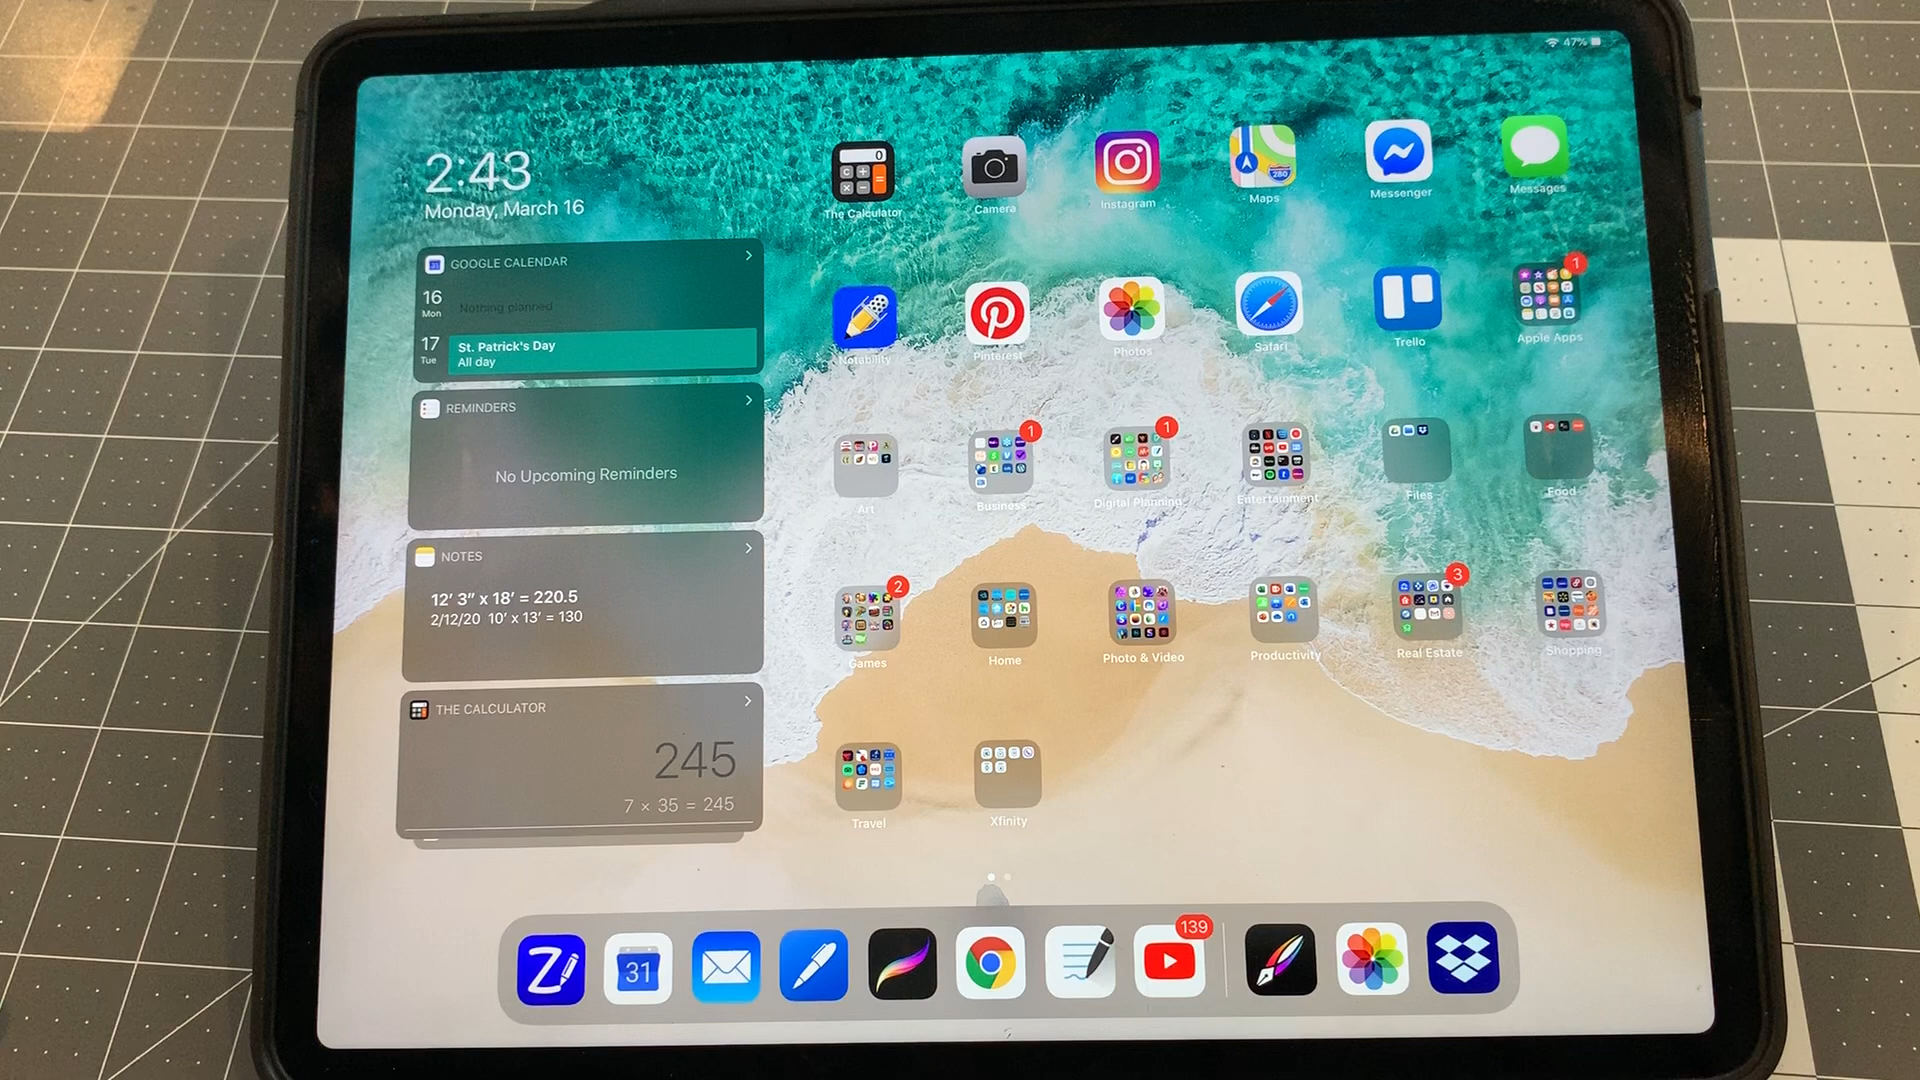 47%
2:43
Monday, March 16
GOOGLE CALENDAR
16
Mon
Nothing planned
17
Tue
St. Patrick's Day
All day
REMINDERS
No Upcoming Reminders
NOTES
12' 3" x 18' = 220.5
2/12/20 10' x 13' = 130
THE CALCULATOR
245
7 × 35 = 245
0
C + = × −
280
The Calculator
Camera
Instagram
Maps
Messenger
Messages
1
Notability
Pinterest
Photos
Safari
Trello
Apple Apps
1
1
Art
Business
Digital Planning
Entertainment
Files
Food
2
3
Games
Home
Photo & Video
Productivity
Real Estate
Shopping
Travel
Xfinity
Z
31
139